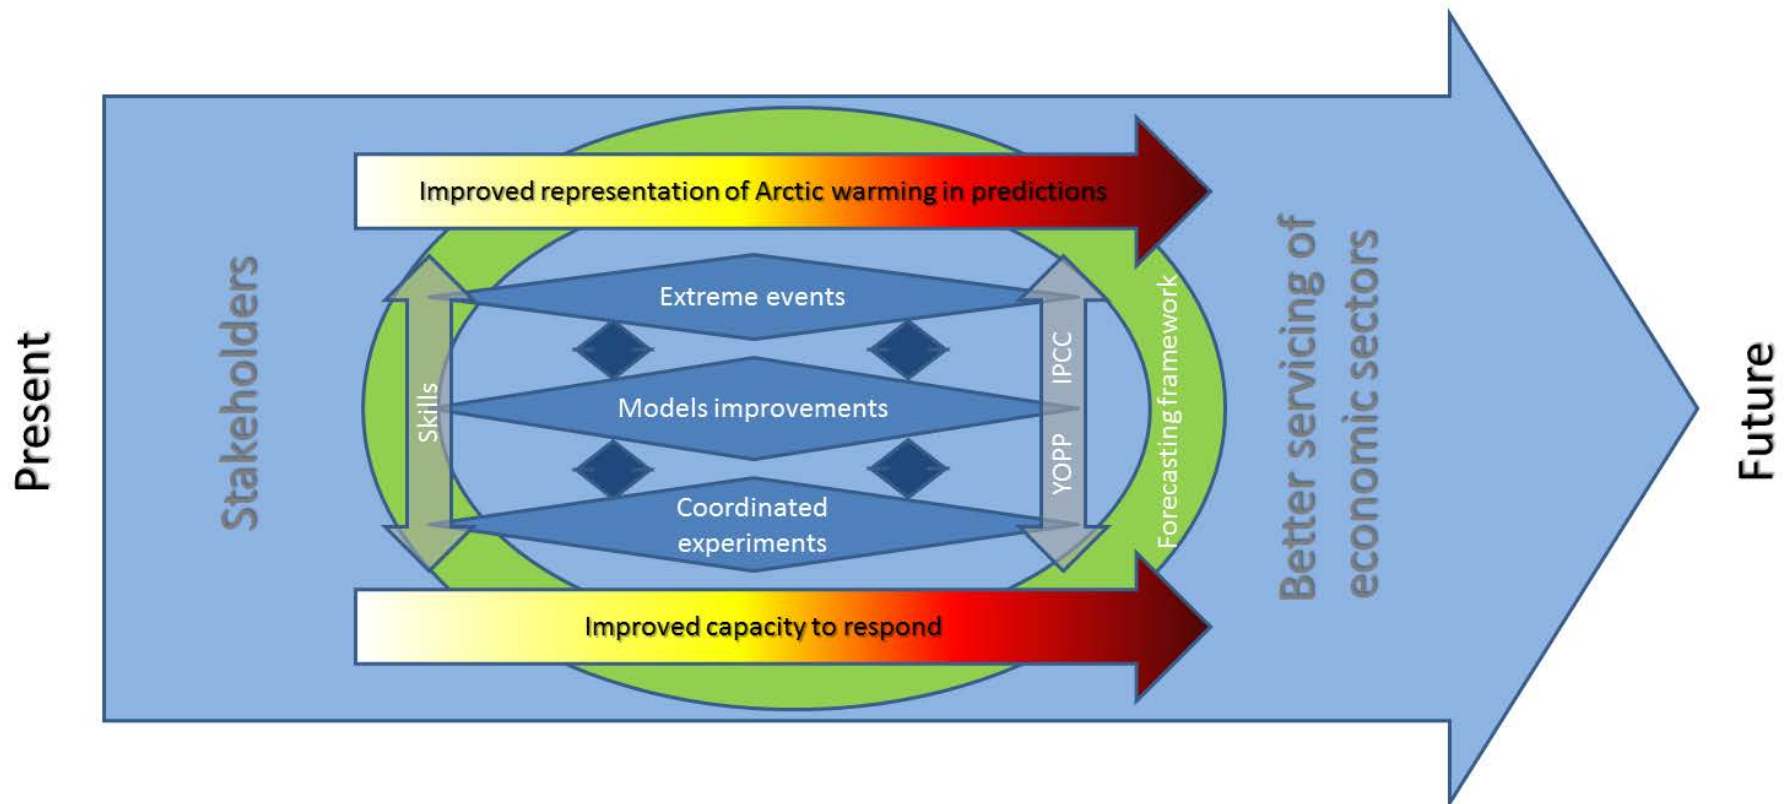 Present
Stakeholders
Improved representation of Arctic warming in predictions
Skills
Extreme events
Models improvements
Coordinated
experiments
YOPP IPCC
Forecasting framework
Improved capacity to respond
Better servicing of
economic sectors
Future